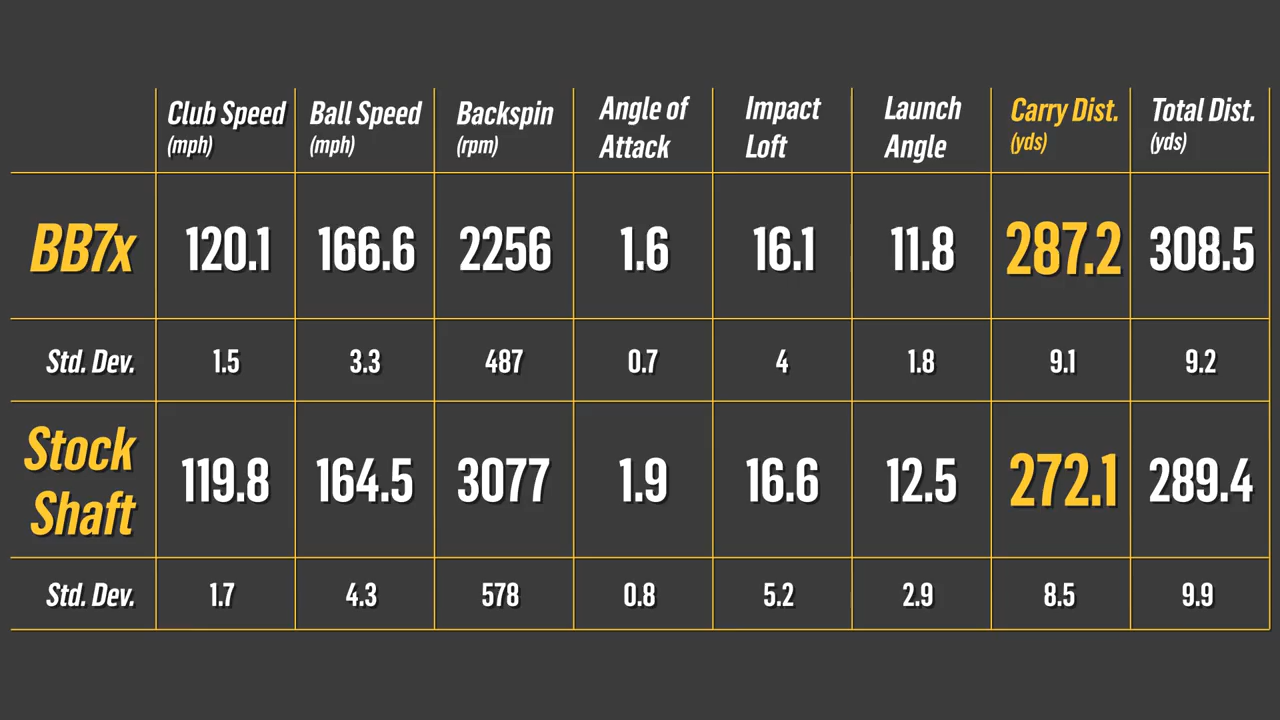 Club Speed (mph) Ball Speed (mph) Backspin (rpm) Angle of Attack Impact Loft Launch Angle Carry Dist. (yds) Total Dist. (yds)
BB7x 120.1 166.6 2256 1.6 16.1 11.8 287.2 308.5
Std. Dev. 1.5 3.3 487 0.7 4 1.8 9.1 9.2
Stock Shaft 119.8 164.5 3077 1.9 16.6 12.5 272.1 289.4
Std. Dev. 1.7 4.3 578 0.8 5.2 2.9 8.5 9.9